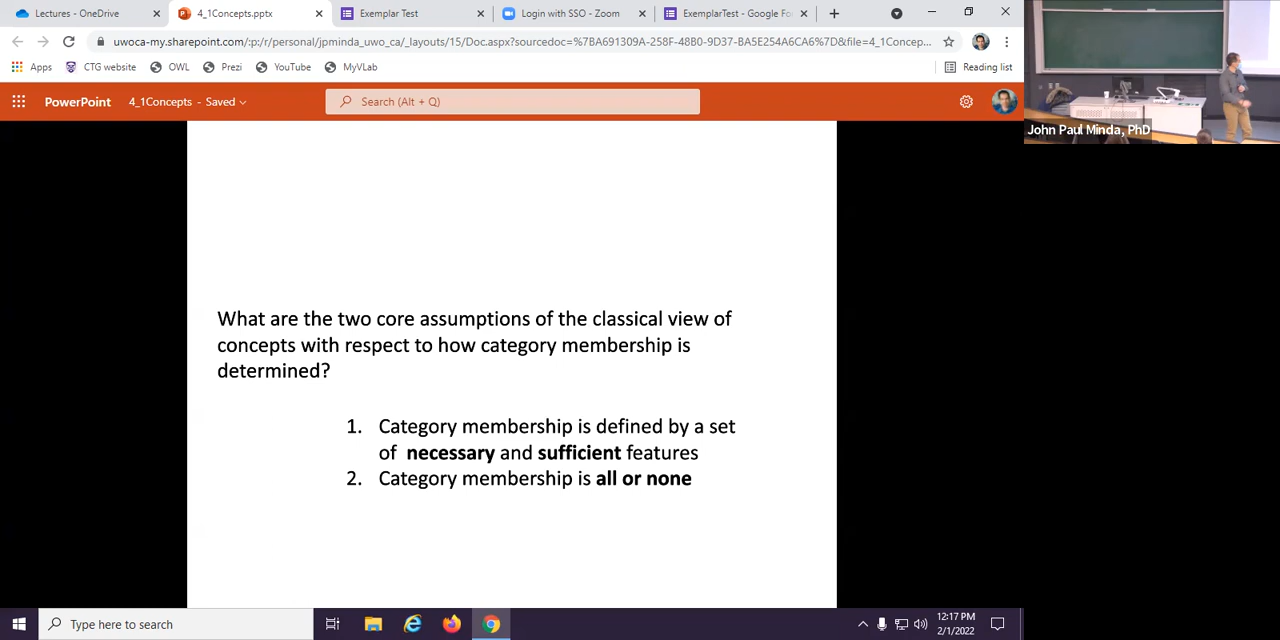 Lectures - OneDrive
4_1Concepts.pptx
Exemplar Test
Login with SSO - Zoom
ExemplarTest - Google Fo
uwoca-my.sharepoint.com/:p:/r/personal/jpminda_uwo_ca/_layouts/15/Doc.aspx?sourcedoc=%7BA691309A-258F-48B0-9D37-BA5E254A6CA6%7D&file=4_1Concep...
Apps
CTG website
OWL
Prezi
YouTube
MyVLab
Reading list
PowerPoint
4_1Concepts - Saved
Search (Alt + Q)
John Paul Minda, PhD
What are the two core assumptions of the classical view of
concepts with respect to how category membership is
determined?
1. Category membership is defined by a set
of necessary and sufficient features
2. Category membership is all or none
Type here to search
12:17 PM
2/1/2022